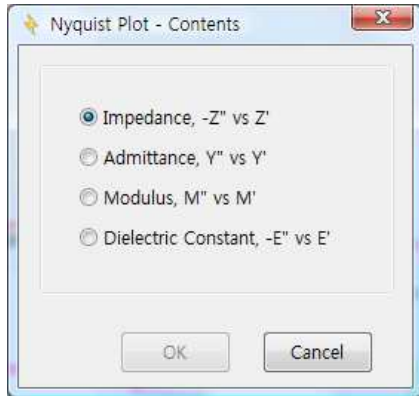 Nyquist Plot - Contents
Impedance, -Z" vs Z'
Admittance, Y" vs Y'
Modulus, M" vs M'
Dielectric Constant, -E" vs E'
OK
Cancel